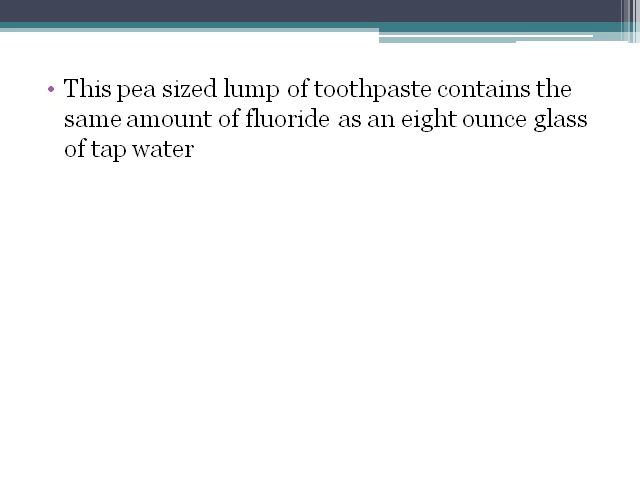 • This pea sized lump of toothpaste contains the
same amount of fluoride as an eight ounce glass
of tap water